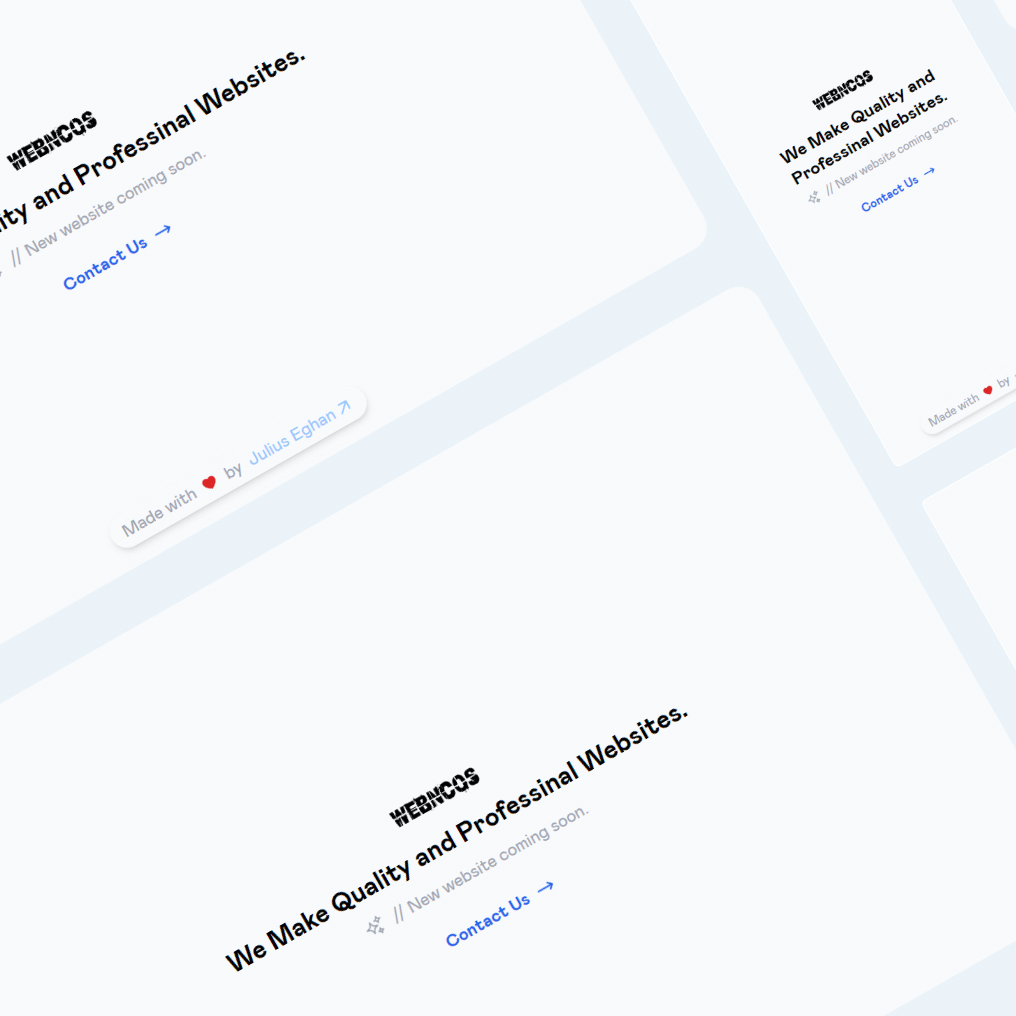 WEBNCOS
ity and Professinal Websites.
// New website coming soon.
Contact Us →
Made with ❤ by Julius Eghan ↗
WEBNCOS
We Make Quality and
Professinal Websites.
// New website coming soon.
Contact Us →
Made with ❤ by
WEBNCOS
We Make Quality and Professinal Websites.
// New website coming soon.
Contact Us →